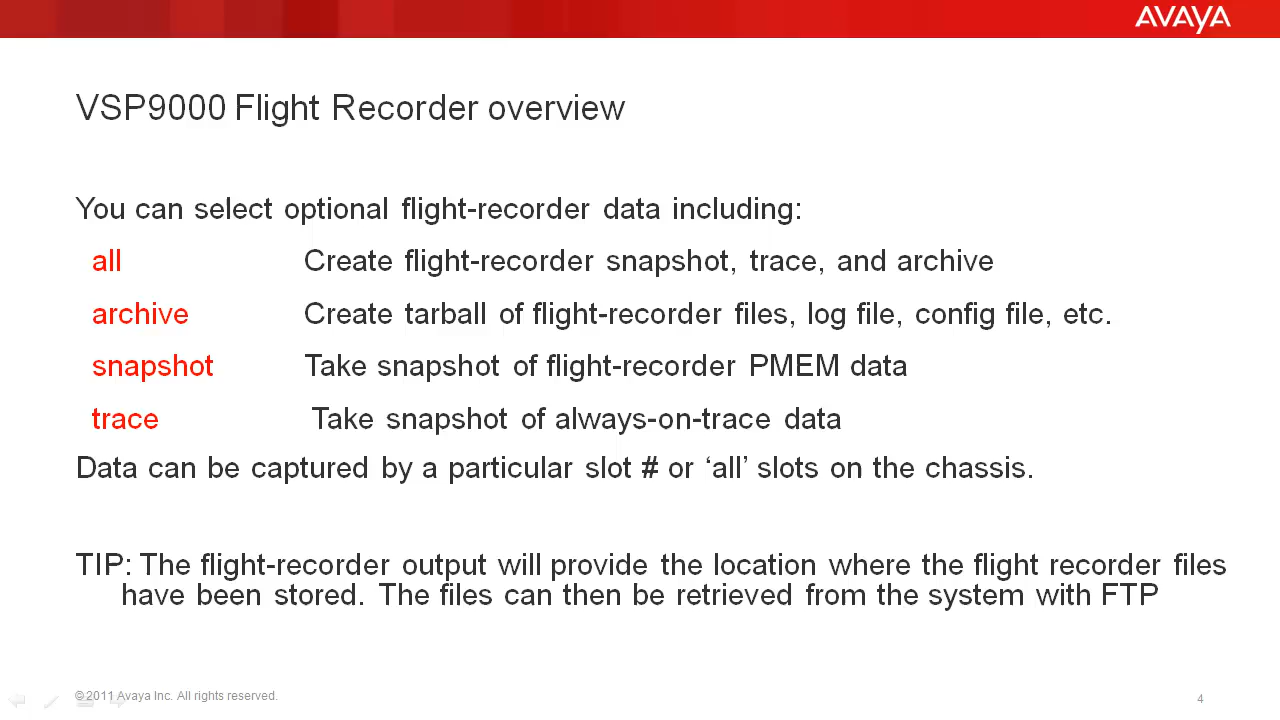 AVAYA
VSP9000 Flight Recorder overview
You can select optional flight-recorder data including:
all Create flight-recorder snapshot, trace, and archive
archive Create tarball of flight-recorder files, log file, config file, etc.
snapshot Take snapshot of flight-recorder PMEM data
trace Take snapshot of always-on-trace data
Data can be captured by a particular slot # or ‘all’ slots on the chassis.
TIP: The flight-recorder output will provide the location where the flight recorder files
have been stored. The files can then be retrieved from the system with FTP
©2011 Avaya Inc. All rights reserved.
4